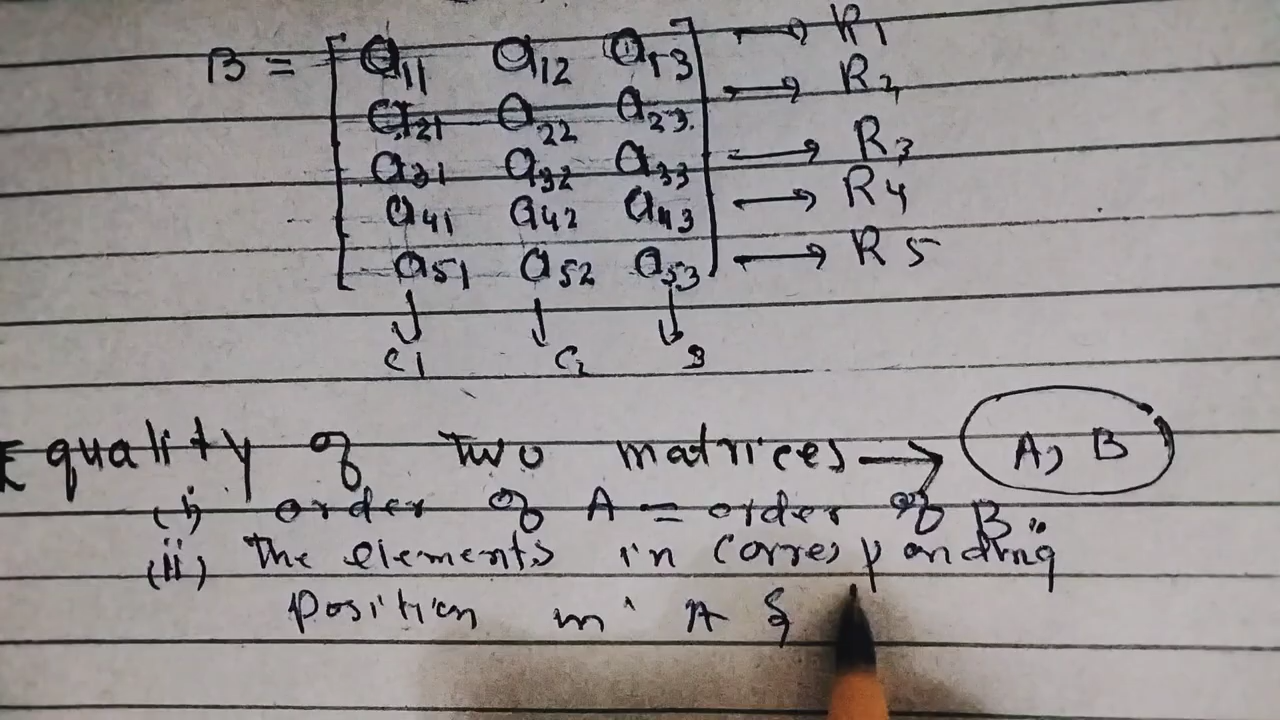 B = [ a11 a12 a13 ] → R1
a21 a22 a23 → R2
a31 a32 a33 → R3
a41 a42 a43 → R4
a51 a52 a53 → R5
↓ ↓ ↓
C1 C2 3
Equality of two matrices → A, B
(i) order of A = order of B.
(ii) The elements in corresponding
position in A &